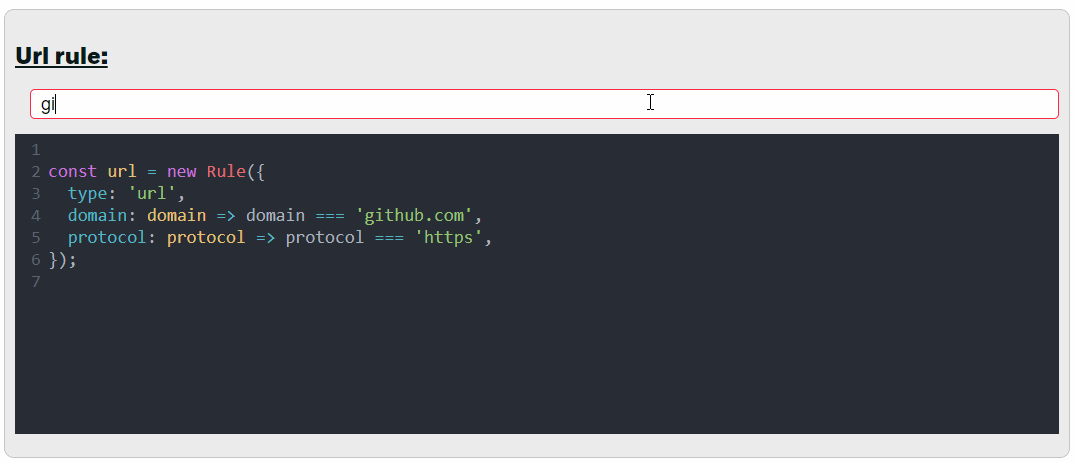 Url rule:
gi
1
2 const url = new Rule({
3   type: 'url',
4   domain: domain => domain === 'github.com',
5   protocol: protocol => protocol === 'https',
6 });
7